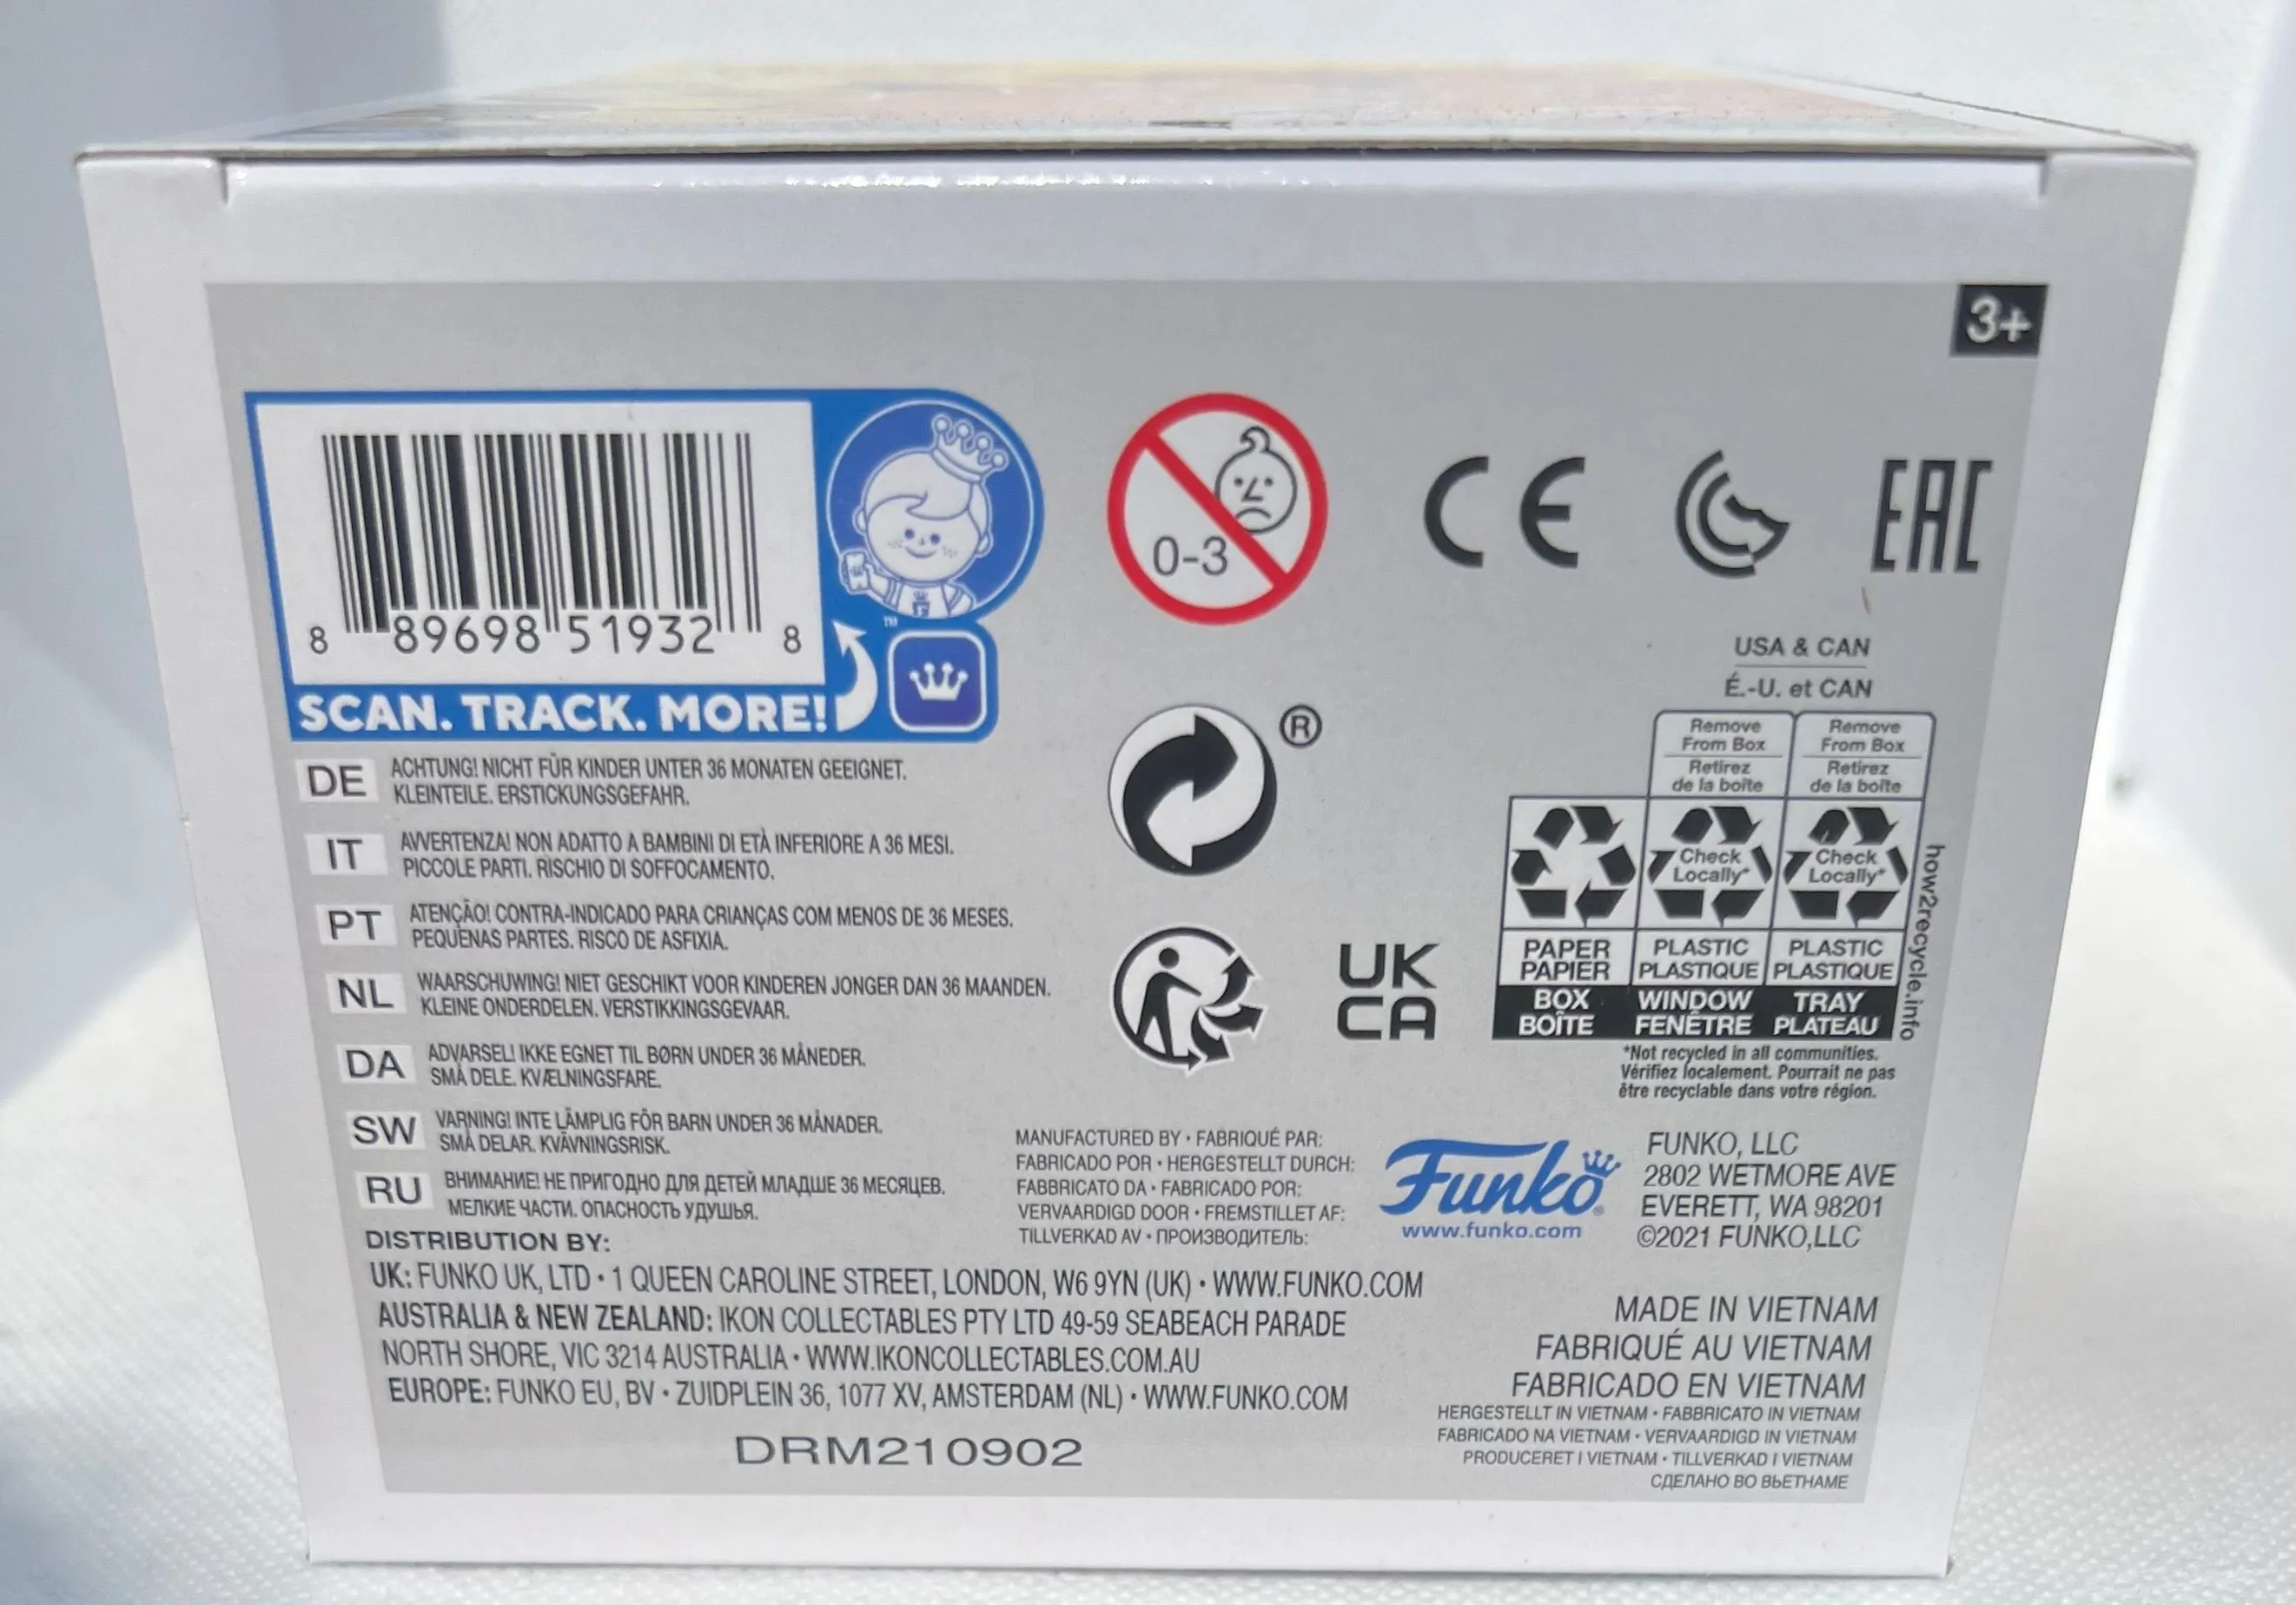 3+
8 89698 51932 8
SCAN. TRACK. MORE!
™
0-3
CE
EAC
DE ACHTUNG! NICHT FÜR KINDER UNTER 36 MONATEN GEEIGNET.
KLEINTEILE. ERSTICKUNGSGEFAHR.
IT AVVERTENZA! NON ADATTO A BAMBINI DI ETÀ INFERIORE A 36 MESI.
PICCOLE PARTI. RISCHIO DI SOFFOCAMENTO.
PT ATENÇÃO! CONTRA-INDICADO PARA CRIANÇAS COM MENOS DE 36 MESES.
PEQUENAS PARTES. RISCO DE ASFIXIA.
NL WAARSCHUWING! NIET GESCHIKT VOOR KINDEREN JONGER DAN 36 MAANDEN.
KLEINE ONDERDELEN. VERSTIKKINGSGEVAAR.
DA ADVARSEL! IKKE EGNET TIL BØRN UNDER 36 MÅNEDER.
SMÅ DELE. KVÆLNINGSFARE.
SW VARNING! INTE LÄMPLIG FÖR BARN UNDER 36 MÅNADER.
SMÅ DELAR. KVÄVNINGSRISK.
RU ВНИМАНИЕ! НЕ ПРИГОДНО ДЛЯ ДЕТЕЙ МЛАДШЕ 36 МЕСЯЦЕВ.
МЕЛКИЕ ЧАСТИ. ОПАСНОСТЬ УДУШЬЯ.
®
UK
CA
USA & CAN
É.-U. et CAN
Remove
From Box
Retirez
de la boîte
Remove
From Box
Retirez
de la boîte
Check
Locally*
Check
Locally*
PAPER
PAPIER
PLASTIC
PLASTIQUE
PLASTIC
PLASTIQUE
BOX
BOÎTE
WINDOW
FENÊTRE
TRAY
PLATEAU
how2recycle.info
*Not recycled in all communities.
Vérifiez localement. Pourrait ne pas
être recyclable dans votre région.
MANUFACTURED BY • FABRIQUÉ PAR:
FABRICADO POR • HERGESTELLT DURCH:
FABBRICATO DA • FABRICADO POR:
VERVAARDIGD DOOR • FREMSTILLET AF:
TILLVERKAD AV • ПРОИЗВОДИТЕЛЬ:
Funko®
www.funko.com
FUNKO, LLC
2802 WETMORE AVE
EVERETT, WA 98201
©2021 FUNKO,LLC
DISTRIBUTION BY:
UK: FUNKO UK, LTD • 1 QUEEN CAROLINE STREET, LONDON, W6 9YN (UK) • WWW.FUNKO.COM
AUSTRALIA & NEW ZEALAND: IKON COLLECTABLES PTY LTD 49-59 SEABEACH PARADE
NORTH SHORE, VIC 3214 AUSTRALIA • WWW.IKONCOLLECTABLES.COM.AU
EUROPE: FUNKO EU, BV • ZUIDPLEIN 36, 1077 XV, AMSTERDAM (NL) • WWW.FUNKO.COM
DRM210902
MADE IN VIETNAM
FABRIQUÉ AU VIETNAM
FABRICADO EN VIETNAM
HERGESTELLT IN VIETNAM • FABBRICATO IN VIETNAM
FABRICADO NA VIETNAM • VERVAARDIGD IN VIETNAM
PRODUCERET I VIETNAM • TILLVERKAD I VIETNAM
СДЕЛАНО ВО ВЬЕТНАМЕ